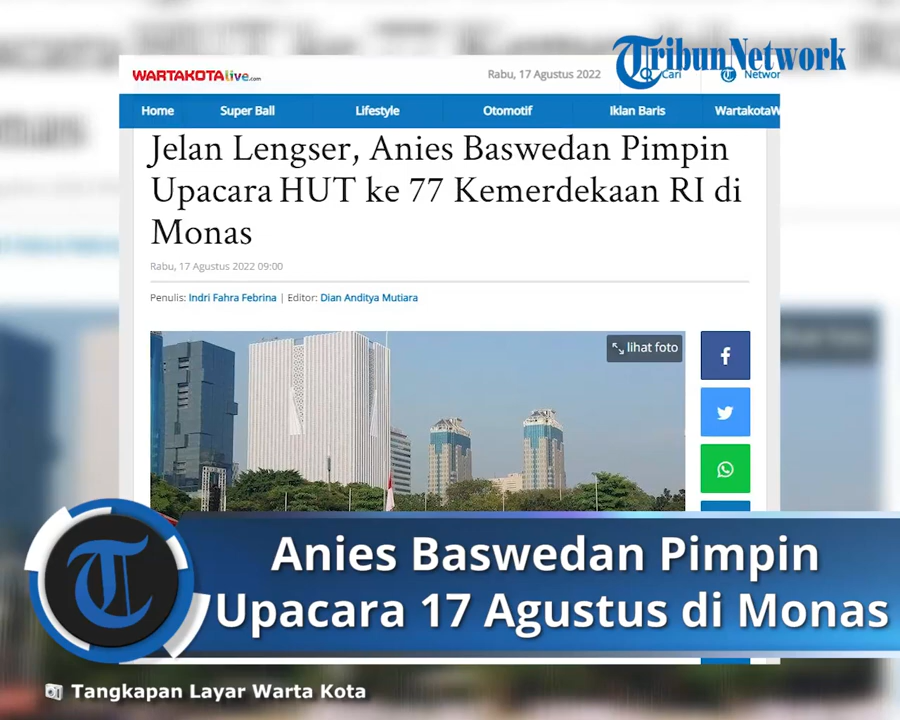 TribunNetwork
WARTAKOTAlive.com
Rabu, 17 Agustus 2022
Cari
Networ
Home
Super Ball
Lifestyle
Otomotif
Iklan Baris
WartakotaW
Jelan Lengser, Anies Baswedan Pimpin
Upacara HUT ke 77 Kemerdekaan RI di
Monas
Rabu, 17 Agustus 2022 09:00
Penulis: Indri Fahra Febrina | Editor: Dian Anditya Mutiara
lihat foto
Anies Baswedan Pimpin
Upacara 17 Agustus di Monas
Tangkapan Layar Warta Kota